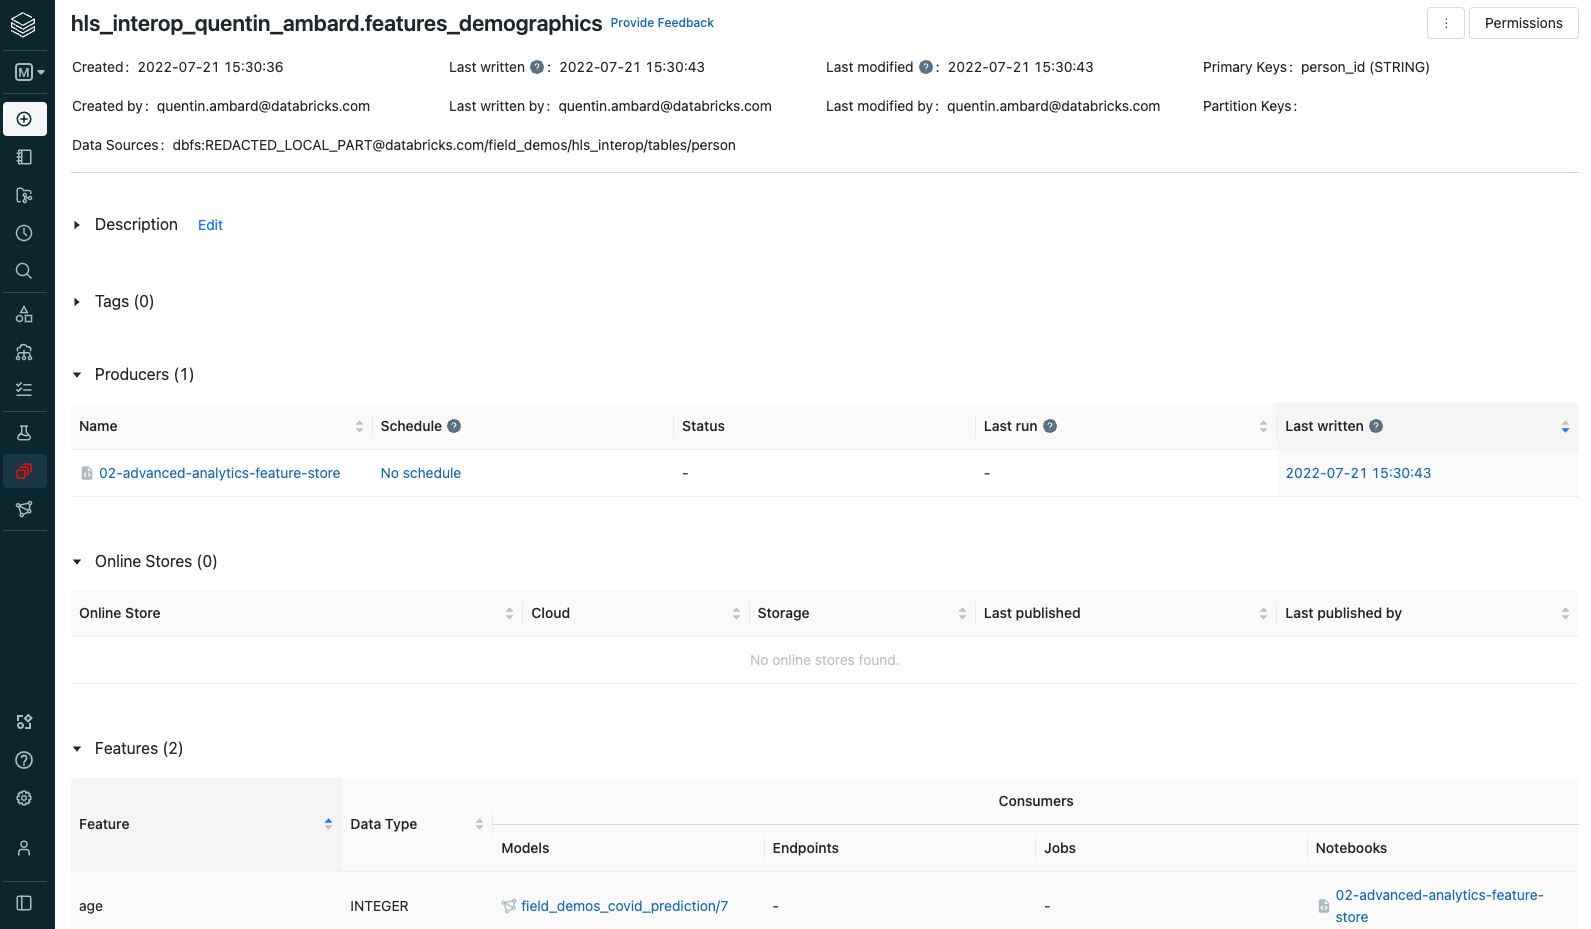 hls_interop_quentin_ambard.features_demographics Provide Feedback
⋮ Permissions
M
Created: 2022-07-21 15:30:36 Last written ? : 2022-07-21 15:30:43 Last modified ? : 2022-07-21 15:30:43 Primary Keys: person_id (STRING)
Created by: quentin.ambard@databricks.com Last written by: quentin.ambard@databricks.com Last modified by: quentin.ambard@databricks.com Partition Keys:
Data Sources: dbfs:REDACTED_LOCAL_PART@databricks.com/field_demos/hls_interop/tables/person
Description Edit
Tags (0)
Producers (1)
Name Schedule ? Status Last run ? Last written ?
02-advanced-analytics-feature-store No schedule - - 2022-07-21 15:30:43
Online Stores (0)
Online Store Cloud Storage Last published Last published by
No online stores found.
Features (2)
Consumers
Feature Data Type
Models Endpoints Jobs Notebooks
age INTEGER field_demos_covid_prediction/7 - - 02-advanced-analytics-feature-
store